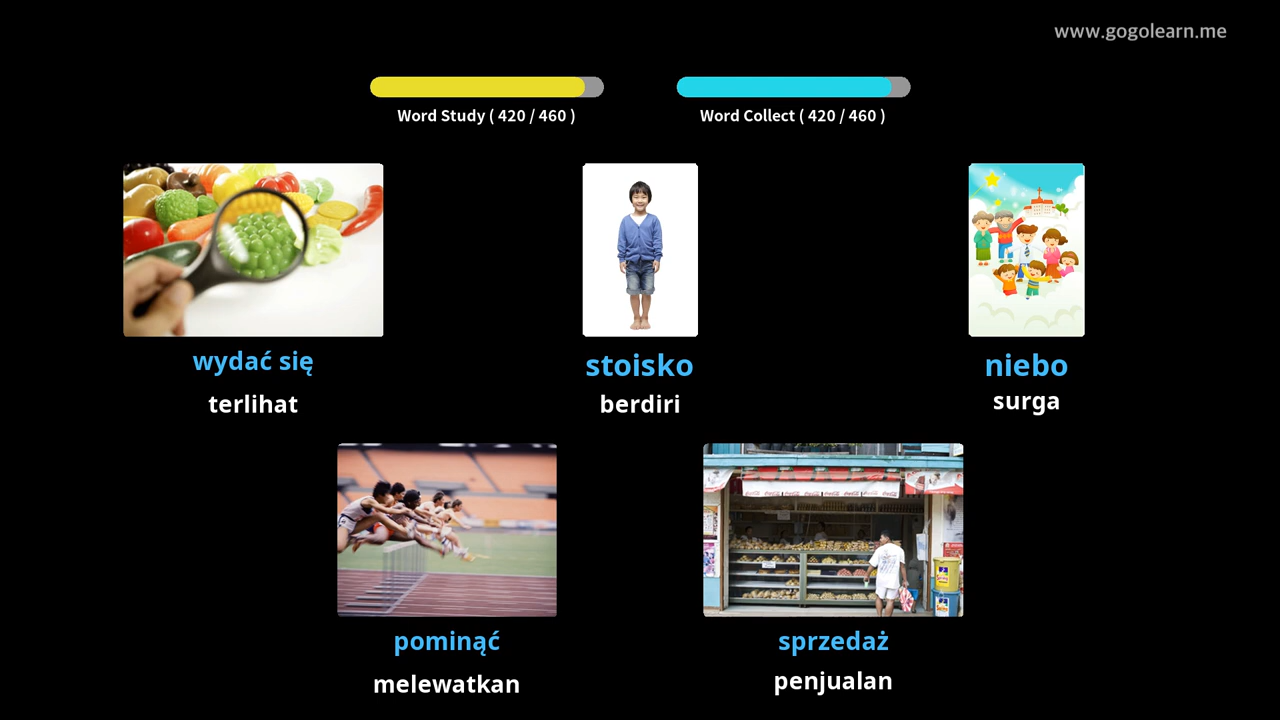 www.gogolearn.me
Word Study ( 420 / 460 )
Word Collect ( 420 / 460 )
wydać się
terlihat
stoisko
berdiri
niebo
surga
pominąć
melewatkan
sprzedaż
penjualan